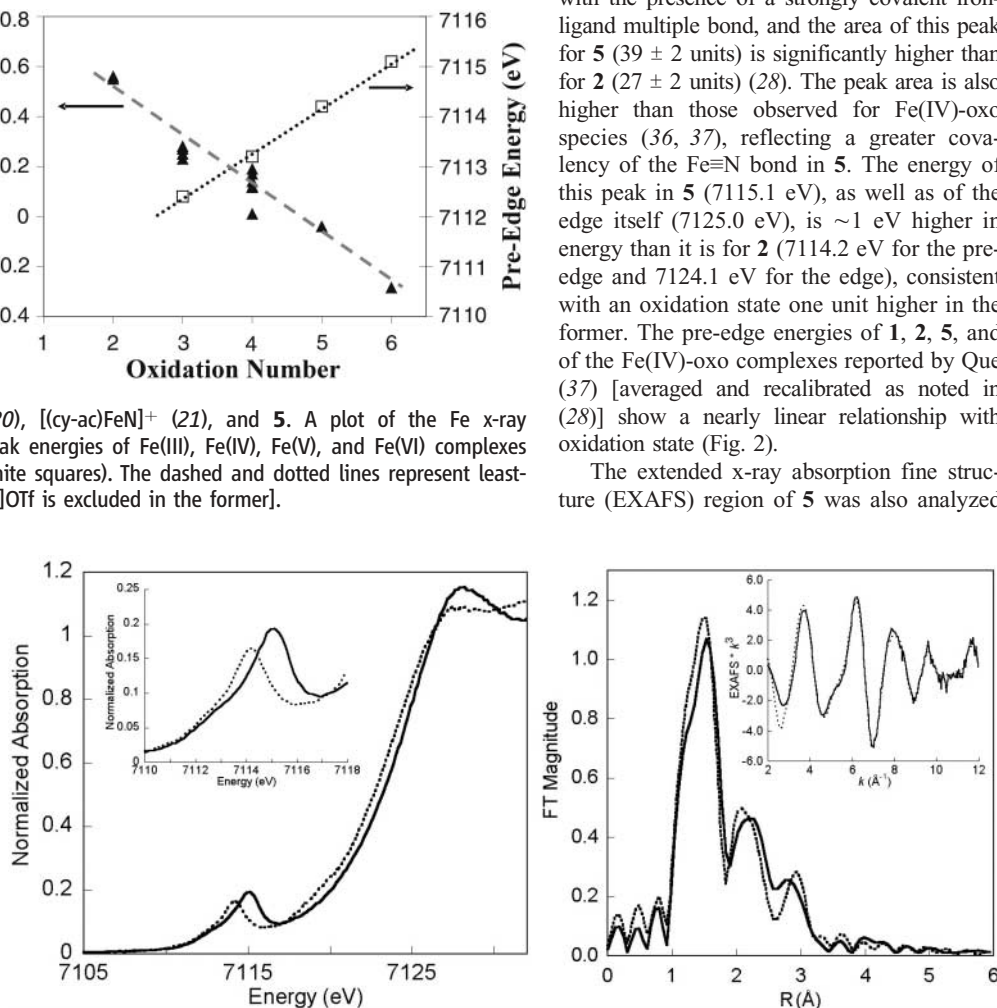 0.8
0.6
0.4
0.2
0
0.2
0.4
1 2 3 4 5 6
Oxidation Number
7116
7115
7114
7113
7112
7111
7110
Pre-Edge Energy (eV)
20), [(cy-ac)FeN]+ (21), and 5. A plot of the Fe x-ray
ak energies of Fe(III), Fe(IV), Fe(V), and Fe(VI) complexes
hite squares). The dashed and dotted lines represent least-
]OTf is excluded in the former].
with the presence of a strongly covalent iron-
ligand multiple bond, and the area of this peak
for 5 (39 ± 2 units) is significantly higher than
for 2 (27 ± 2 units) (28). The peak area is also
higher than those observed for Fe(IV)-oxo
species (36, 37), reflecting a greater cova-
lency of the Fe≡N bond in 5. The energy of
this peak in 5 (7115.1 eV), as well as of the
edge itself (7125.0 eV), is ~1 eV higher in
energy than it is for 2 (7114.2 eV for the pre-
edge and 7124.1 eV for the edge), consistent
with an oxidation state one unit higher in the
former. The pre-edge energies of 1, 2, 5, and
of the Fe(IV)-oxo complexes reported by Que
(37) [averaged and recalibrated as noted in
(28)] show a nearly linear relationship with
oxidation state (Fig. 2).
The extended x-ray absorption fine struc-
ture (EXAFS) region of 5 was also analyzed
1.2
1
0.8
0.6
0.4
0.2
0
Normalized Absorption
7105 7115 7125
Energy (eV)
0.25
0.2
0.15
0.1
0.05
0
Normalized Absorption
7110 7112 7114 7116 7118
Energy (eV)
1.2
1.0
0.8
0.6
0.4
0.2
0.0
FT Magnitude
0 1 2 3 4 5 6
R (Å)
6.0
4.0
2.0
0.0
-2.0
-4.0
-6.0
EXAFS * k3
2 4 6 8 10 12
k (Å-1)